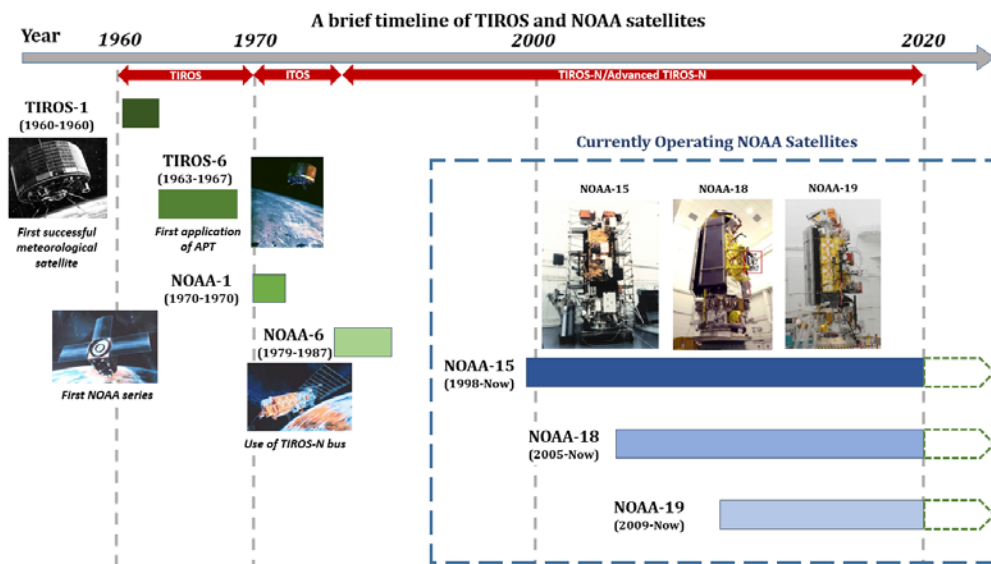 A brief timeline of TIROS and NOAA satellites
Year
1960
1970
2000
2020
TIROS
ITOS
TIROS-N/Advanced TIROS-N
TIROS-1
(1960-1960)
First successful
meteorological
satellite
TIROS-6
(1963-1967)
First application
of APT
NOAA-1
(1970-1970)
First NOAA series
NOAA-6
(1979-1987)
Use of TIROS-N bus
Currently Operating NOAA Satellites
NOAA-15
NOAA-18
NOAA-19
NOAA-15
(1998-Now)
NOAA-18
(2005-Now)
NOAA-19
(2009-Now)